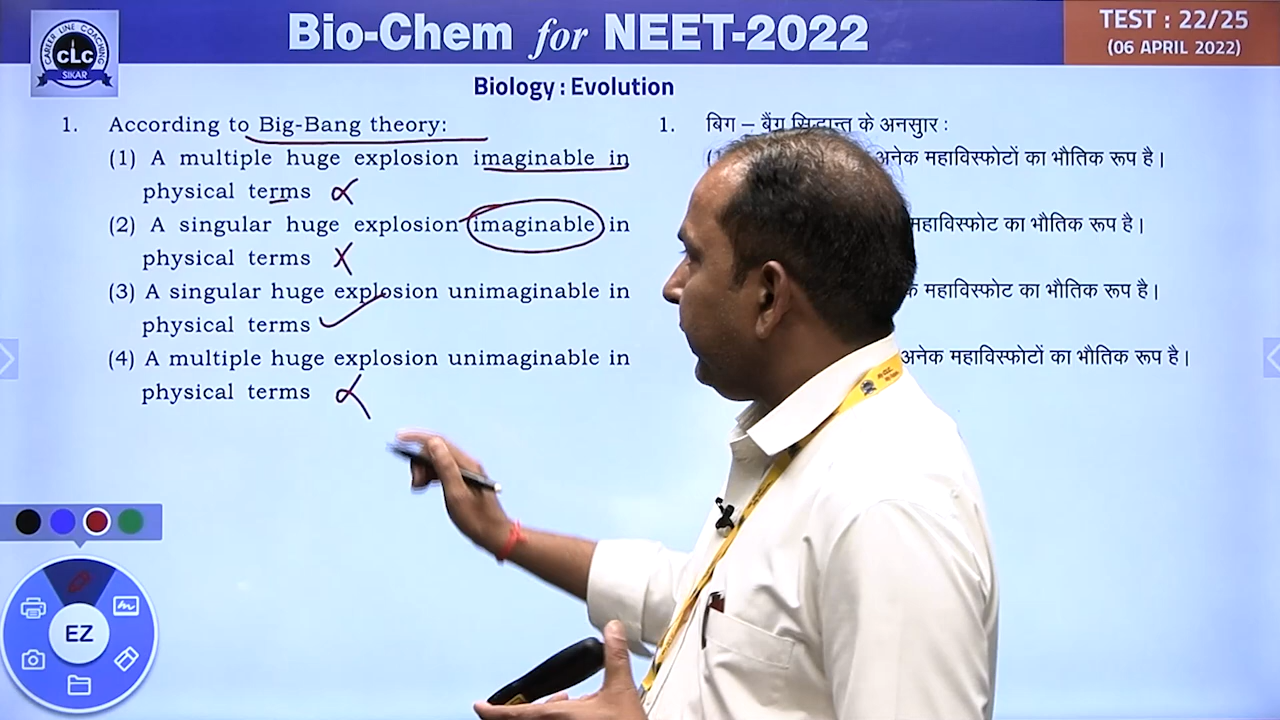 CAREER LINE COACHING
CLC
SIKAR
Bio-Chem for NEET-2022
TEST : 22/25
(06 APRIL 2022)
Biology : Evolution
1. According to Big-Bang theory:
(1) A multiple huge explosion imaginable in
physical terms
(2) A singular huge explosion imaginable in
physical terms
(3) A singular huge explosion unimaginable in
physical terms
(4) A multiple huge explosion unimaginable in
physical terms
1. बिग – बैंग सिद्धान्त के अनुसार :
अनेक महाविस्फोटों का भौतिक रूप है।
महाविस्फोट का भौतिक रूप है।
महाविस्फोट का भौतिक रूप है।
अनेक महाविस्फोटों का भौतिक रूप है।
EZ